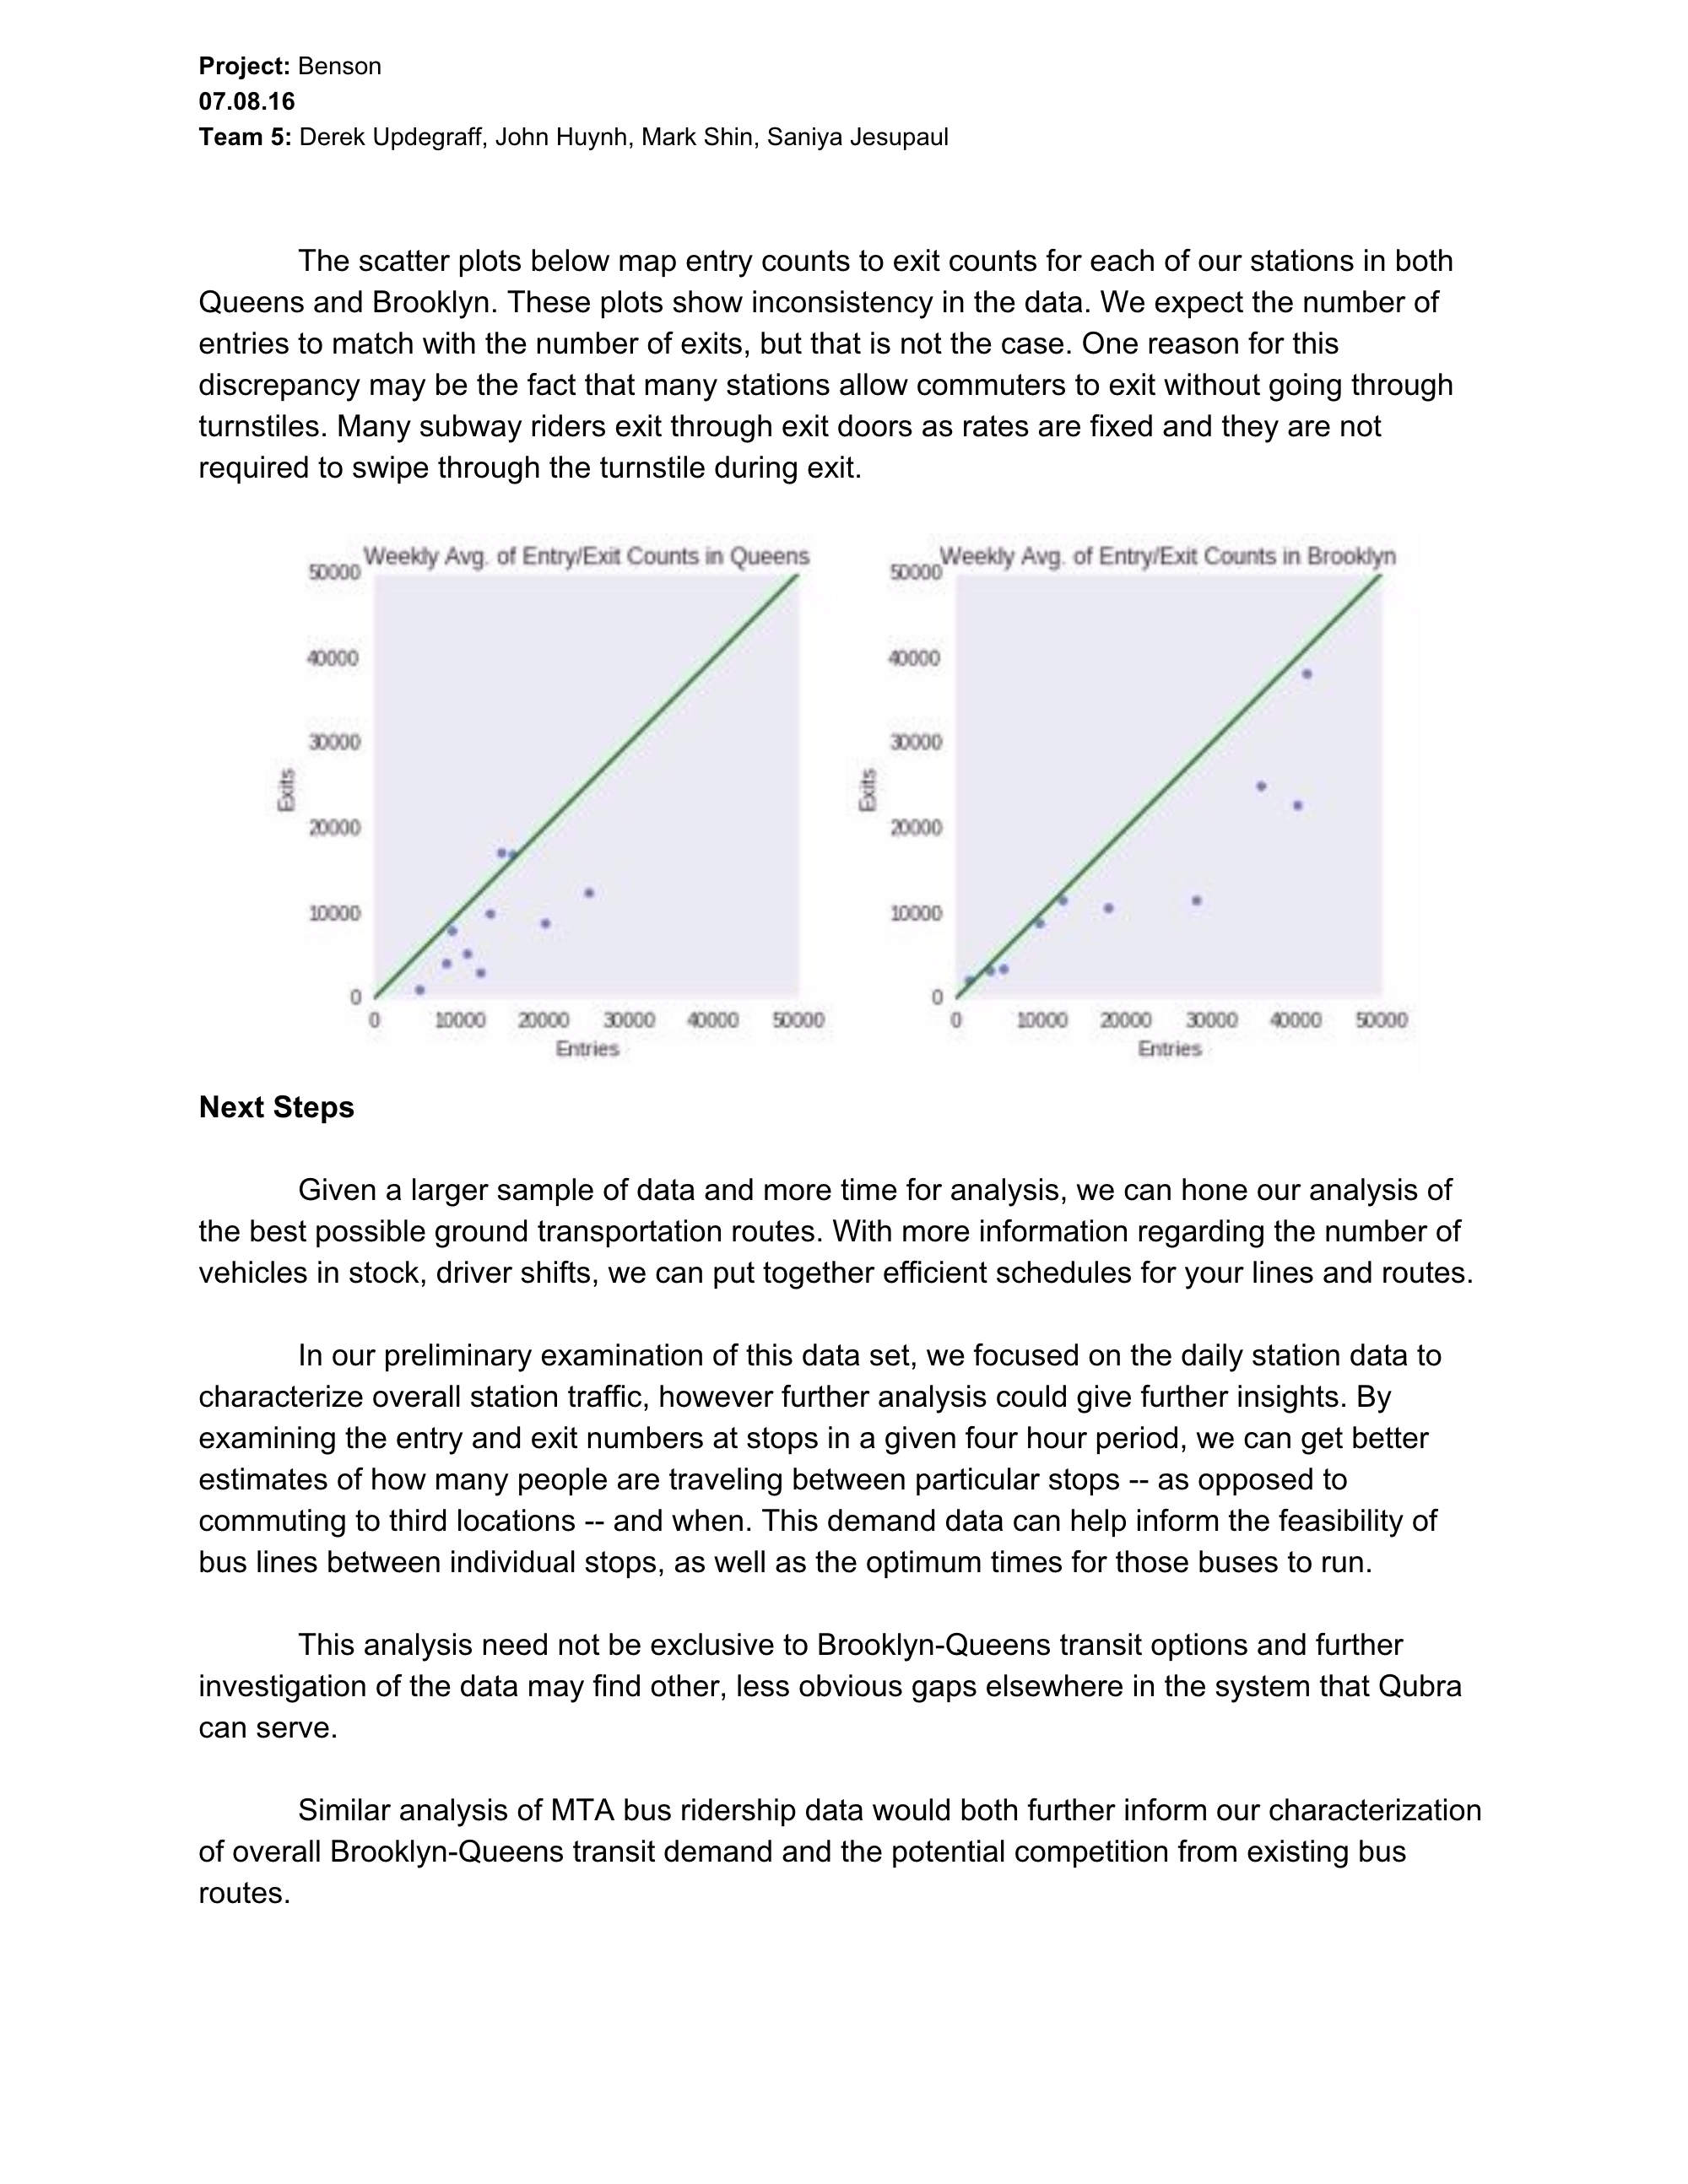 Project: Benson
07.08.16
Team 5: Derek Updegraff, John Huynh, Mark Shin, Saniya Jesupaul
The scatter plots below map entry counts to exit counts for each of our stations in both
Queens and Brooklyn. These plots show inconsistency in the data. We expect the number of
entries to match with the number of exits, but that is not the case. One reason for this
discrepancy may be the fact that many stations allow commuters to exit without going through
turnstiles. Many subway riders exit through exit doors as rates are fixed and they are not
required to swipe through the turnstile during exit.
Weekly Avg. of Entry/Exit Counts in Queens
50000
40000
30000
20000
10000
0
Exits
0 10000 20000 30000 40000 50000
Entries
Weekly Avg. of Entry/Exit Counts in Brooklyn
50000
40000
30000
20000
10000
0
Exits
0 10000 20000 30000 40000 50000
Entries
Next Steps
Given a larger sample of data and more time for analysis, we can hone our analysis of
the best possible ground transportation routes. With more information regarding the number of
vehicles in stock, driver shifts, we can put together efficient schedules for your lines and routes.
In our preliminary examination of this data set, we focused on the daily station data to
characterize overall station traffic, however further analysis could give further insights. By
examining the entry and exit numbers at stops in a given four hour period, we can get better
estimates of how many people are traveling between particular stops -- as opposed to
commuting to third locations -- and when. This demand data can help inform the feasibility of
bus lines between individual stops, as well as the optimum times for those buses to run.
This analysis need not be exclusive to Brooklyn-Queens transit options and further
investigation of the data may find other, less obvious gaps elsewhere in the system that Qubra
can serve.
Similar analysis of MTA bus ridership data would both further inform our characterization
of overall Brooklyn-Queens transit demand and the potential competition from existing bus
routes.